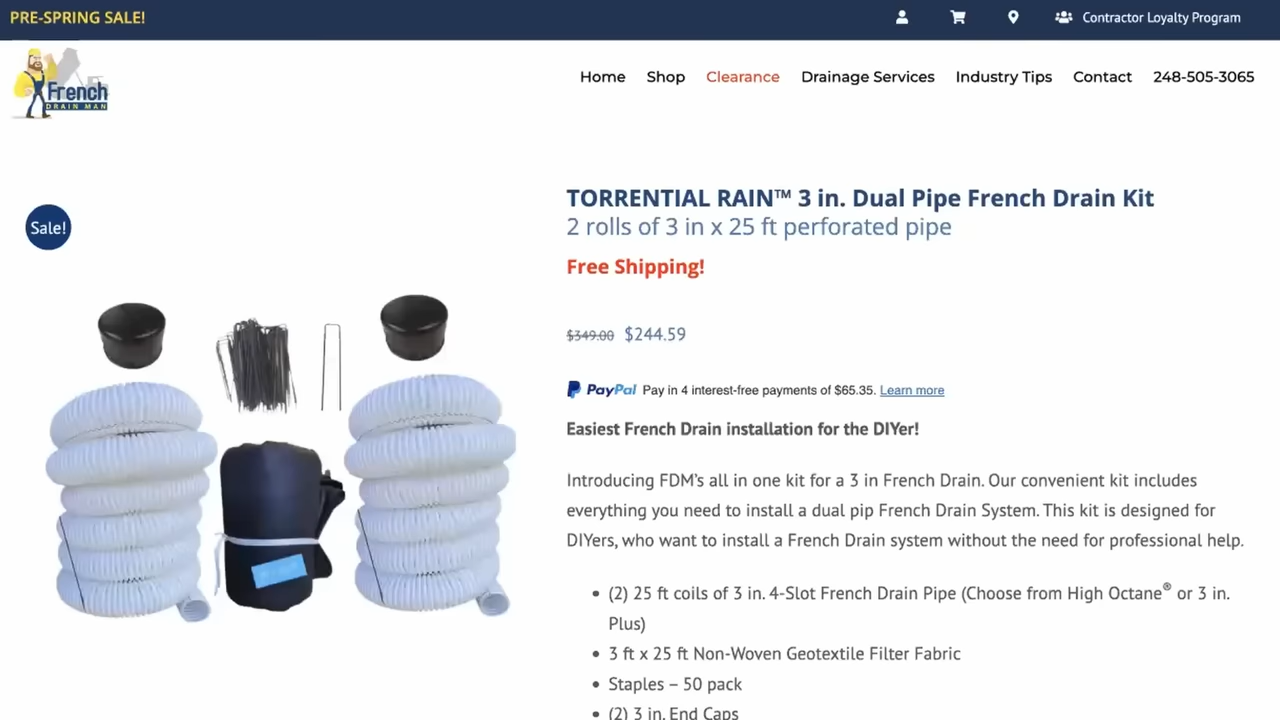 PRE-SPRING SALE!
Contractor Loyalty Program
French
DRAIN MAN
Home Shop Clearance Drainage Services Industry Tips Contact 248-505-3065
Sale!
TORRENTIAL RAIN™ 3 in. Dual Pipe French Drain Kit
2 rolls of 3 in x 25 ft perforated pipe
Free Shipping!
$349.00 $244.59
PayPal Pay in 4 interest-free payments of $65.35. Learn more
Easiest French Drain installation for the DIYer!
Introducing FDM’s all in one kit for a 3 in French Drain. Our convenient kit includes
everything you need to install a dual pip French Drain System. This kit is designed for
DIYers, who want to install a French Drain system without the need for professional help.
• (2) 25 ft coils of 3 in. 4-Slot French Drain Pipe (Choose from High Octane® or 3 in.
Plus)
• 3 ft x 25 ft Non-Woven Geotextile Filter Fabric
• Staples – 50 pack
• (2) 3 in. End Caps